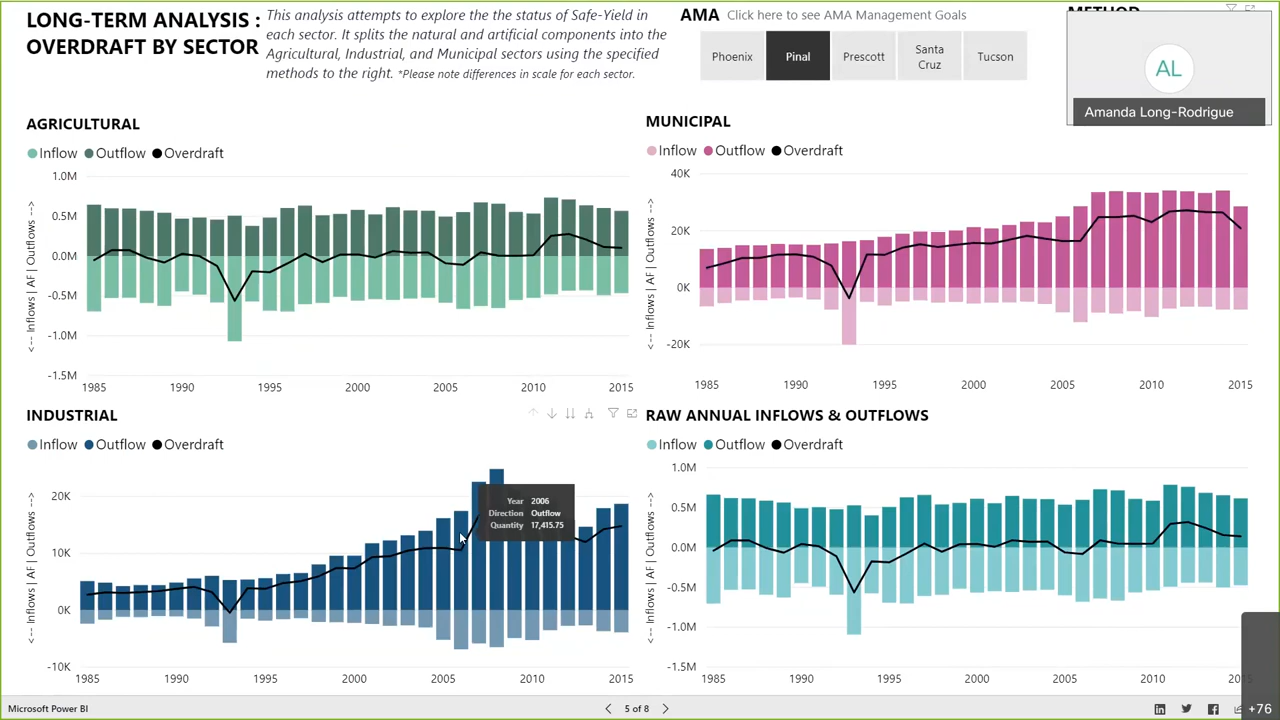 LONG-TERM ANALYSIS :
OVERDRAFT BY SECTOR
This analysis attempts to explore the the status of Safe-Yield in
each sector. It splits the natural and artificial components into the
Agricultural, Industrial, and Municipal sectors using the specified
methods to the right. *Please note differences in scale for each sector.
AMA Click here to see AMA Management Goals
Phoenix
Pinal
Prescott
Santa
Cruz
Tucson
METHOD
AL
Amanda Long-Rodrigue
AGRICULTURAL
Inflow Outflow Overdraft
<-- Inflows | AF | Outflows -->
1.0M
0.5M
0.0M
-0.5M
-1.0M
-1.5M
1985 1990 1995 2000 2005 2010 2015
MUNICIPAL
Inflow Outflow Overdraft
<-- Inflows | AF | Outflows -->
40K
20K
0K
-20K
1985 1990 1995 2000 2005 2010 2015
INDUSTRIAL
Inflow Outflow Overdraft
<-- Inflows | AF | Outflows -->
20K
10K
0K
-10K
1985 1990 1995 2000 2005 2010 2015
Year 2006
Direction Outflow
Quantity 17,415.75
RAW ANNUAL INFLOWS & OUTFLOWS
Inflow Outflow Overdraft
<-- Inflows | AF | Outflows -->
1.0M
0.5M
0.0M
-0.5M
-1.0M
-1.5M
1985 1990 1995 2000 2005 2010 2015
Microsoft Power BI
5 of 8
+76